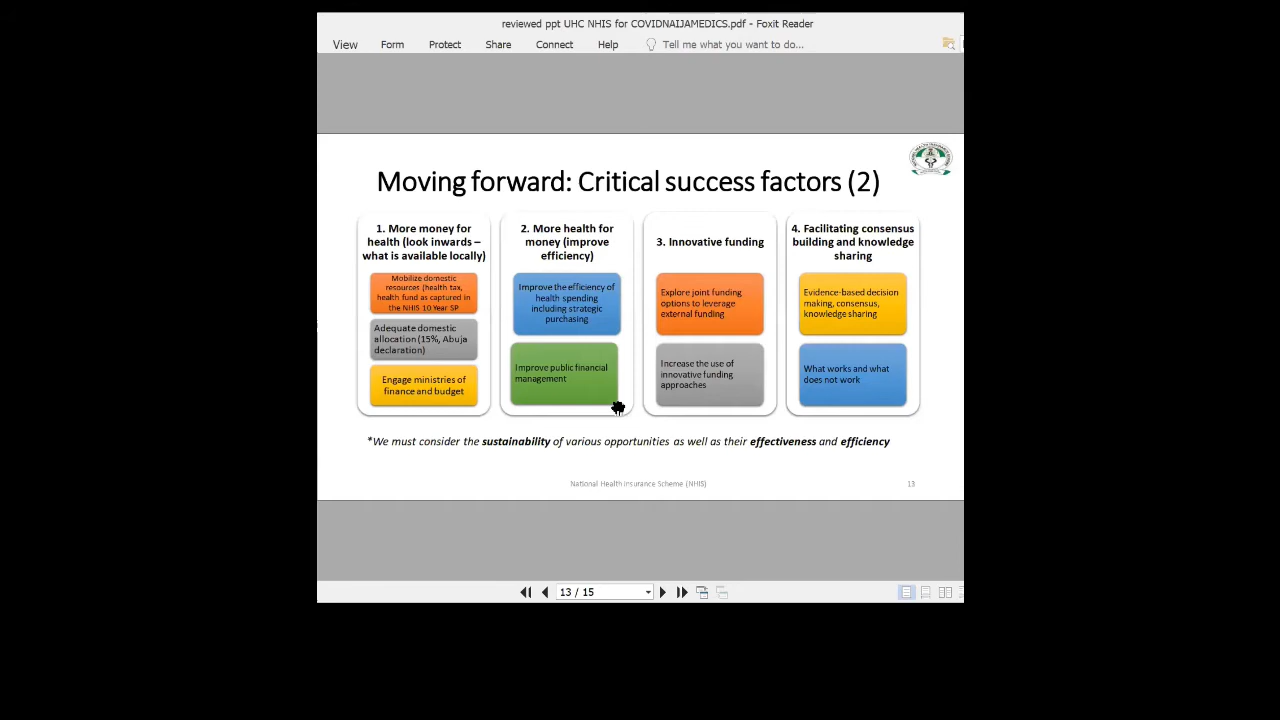 reviewed ppt UHC NHIS for COVIDNAIJAMEDICS.pdf - Foxit Reader
View Form Protect Share Connect Help Tell me what you want to do...
Moving forward: Critical success factors (2)
1. More money for
health (look inwards –
what is available locally)
Mobilize domestic
resources (health tax,
health fund as captured in
the NHIS 10 Year SP
Adequate domestic
allocation (15%, Abuja
declaration)
Engage ministries of
finance and budget
2. More health for
money (improve
efficiency)
Improve the efficiency of
health spending
including strategic
purchasing
Improve public financial
management
3. Innovative funding
Explore joint funding
options to leverage
external funding
Increase the use of
innovative funding
approaches
4. Facilitating consensus
building and knowledge
sharing
Evidence-based decision
making, consensus,
knowledge sharing
What works and what
does not work
*We must consider the sustainability of various opportunities as well as their effectiveness and efficiency
National Health Insurance Scheme (NHIS)
13
13 / 15